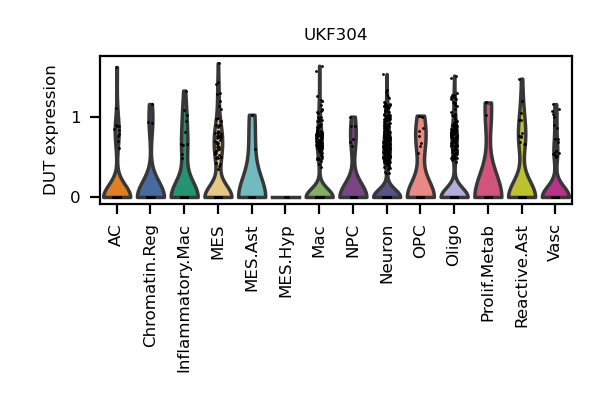 UKF304
DUT expression
1
0
AC
Chromatin.Reg
Inflammatory.Mac
MES
MES.Ast
MES.Hyp
Mac
NPC
Neuron
OPC
Oligo
Prolif.Metab
Reactive.Ast
Vasc